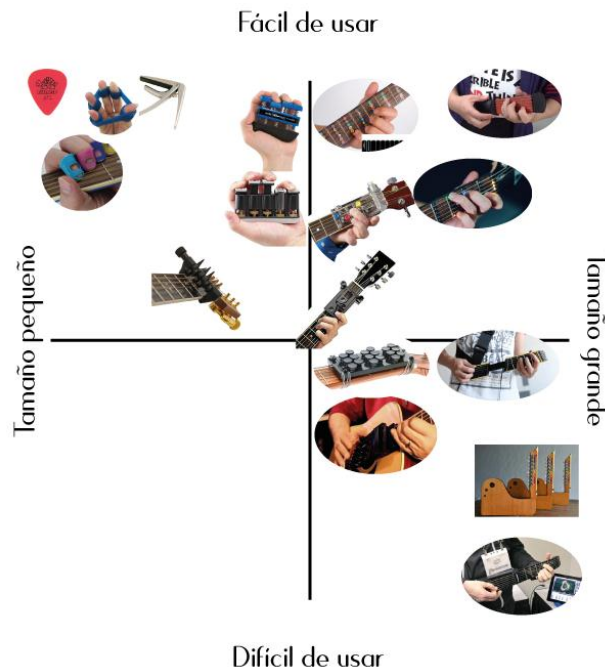 Fácil de usar
Tamaño pequeño
Tamaño grande
Difícil de usar